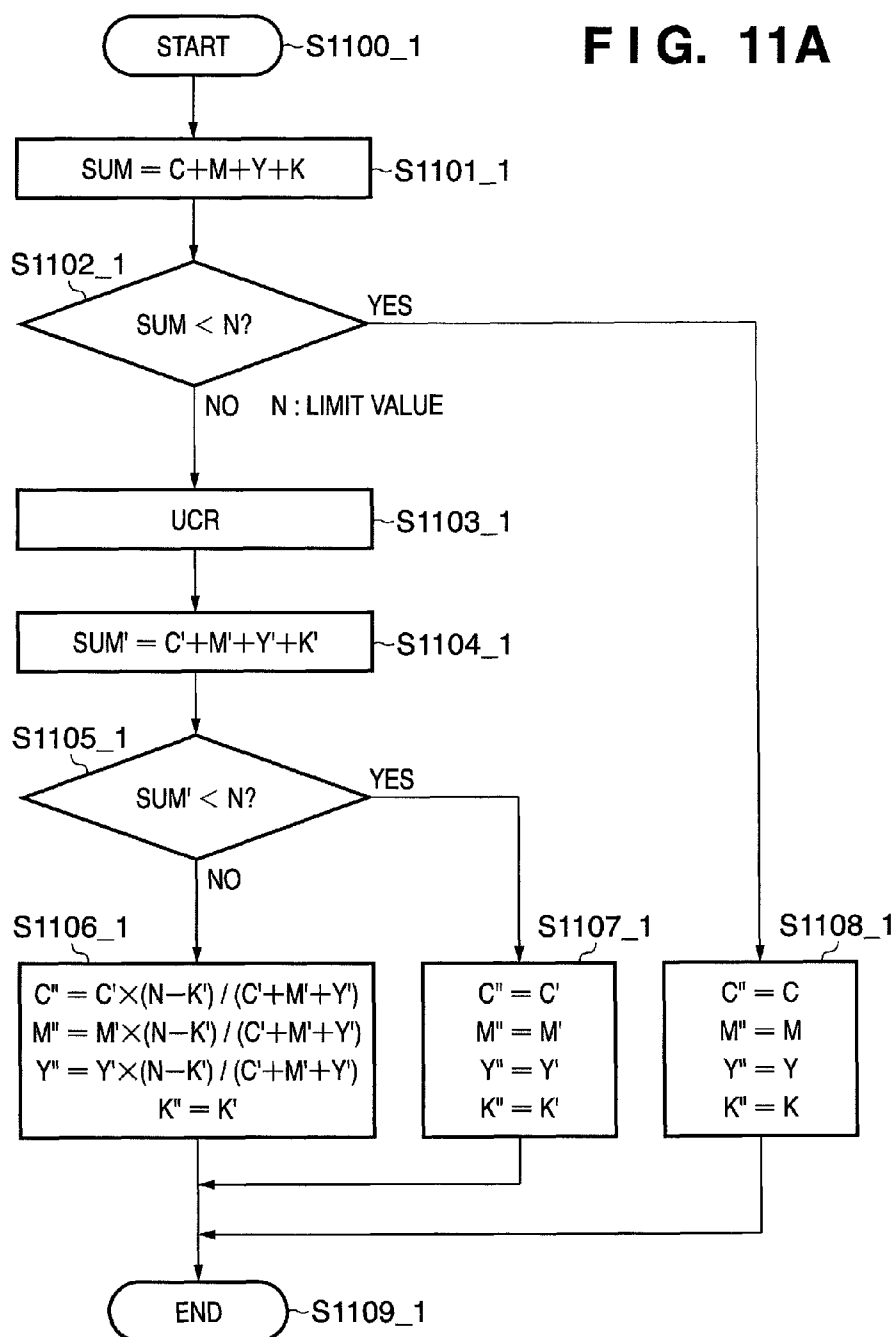 FIG. 11A
START
S1100_1
SUM = C+M+Y+K
S1101_1
S1102_1
SUM < N?
YES
NO
N : LIMIT VALUE
UCR
S1103_1
SUM' = C'+M'+Y'+K'
S1104_1
S1105_1
SUM' < N?
YES
NO
S1106_1
C" = C'×(N−K') / (C'+M'+Y')
M" = M'×(N−K') / (C'+M'+Y')
Y" = Y'×(N−K') / (C'+M'+Y')
K" = K'
S1107_1
C" = C'
M" = M'
Y" = Y'
K" = K'
S1108_1
C" = C
M" = M
Y" = Y
K" = K
END
S1109_1